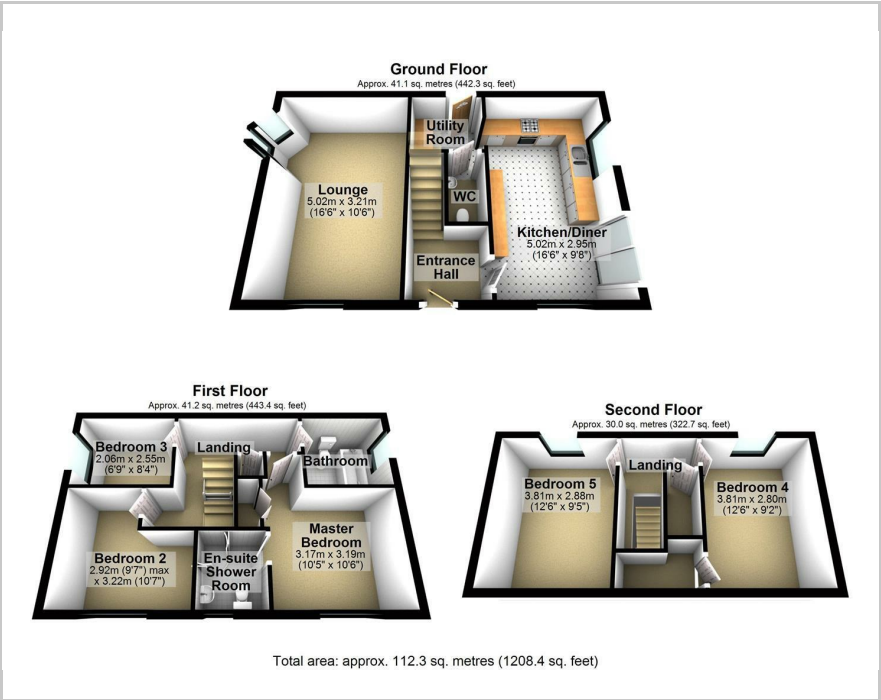 Ground Floor
Approx. 41.1 sq. metres (442.3 sq. feet)
Utility
Room
WC
Lounge
5.02m x 3.21m
(16'6" x 10'6")
Kitchen/Diner
5.02m x 2.95m
(16'6" x 9'8")
Entrance
Hall
First Floor
Approx. 41.2 sq. metres (443.4 sq. feet)
Bedroom 3
2.06m x 2.55m
(6'9" x 8'4")
Landing
Bathroom
Bedroom 2
2.92m (9'7") max
x 3.22m (10'7")
En-suite
Shower
Room
Master
Bedroom
3.17m x 3.19m
(10'5" x 10'6")
Second Floor
Approx. 30.0 sq. metres (322.7 sq. feet)
Landing
Bedroom 5
3.81m x 2.88m
(12'6" x 9'5")
Bedroom 4
3.81m x 2.80m
(12'6" x 9'2")
Total area: approx. 112.3 sq. metres (1208.4 sq. feet)